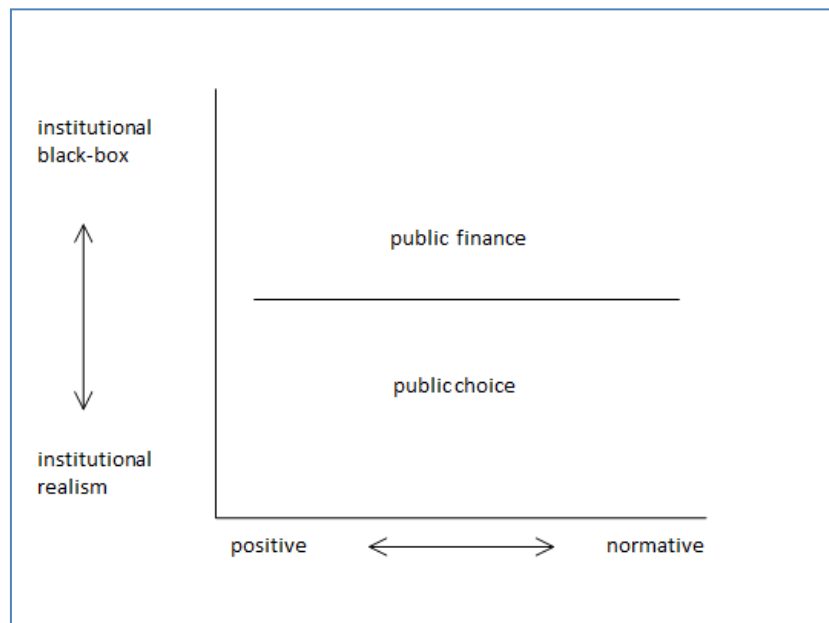 institutional
black-box
public finance
public choice
institutional
realism
positive
normative